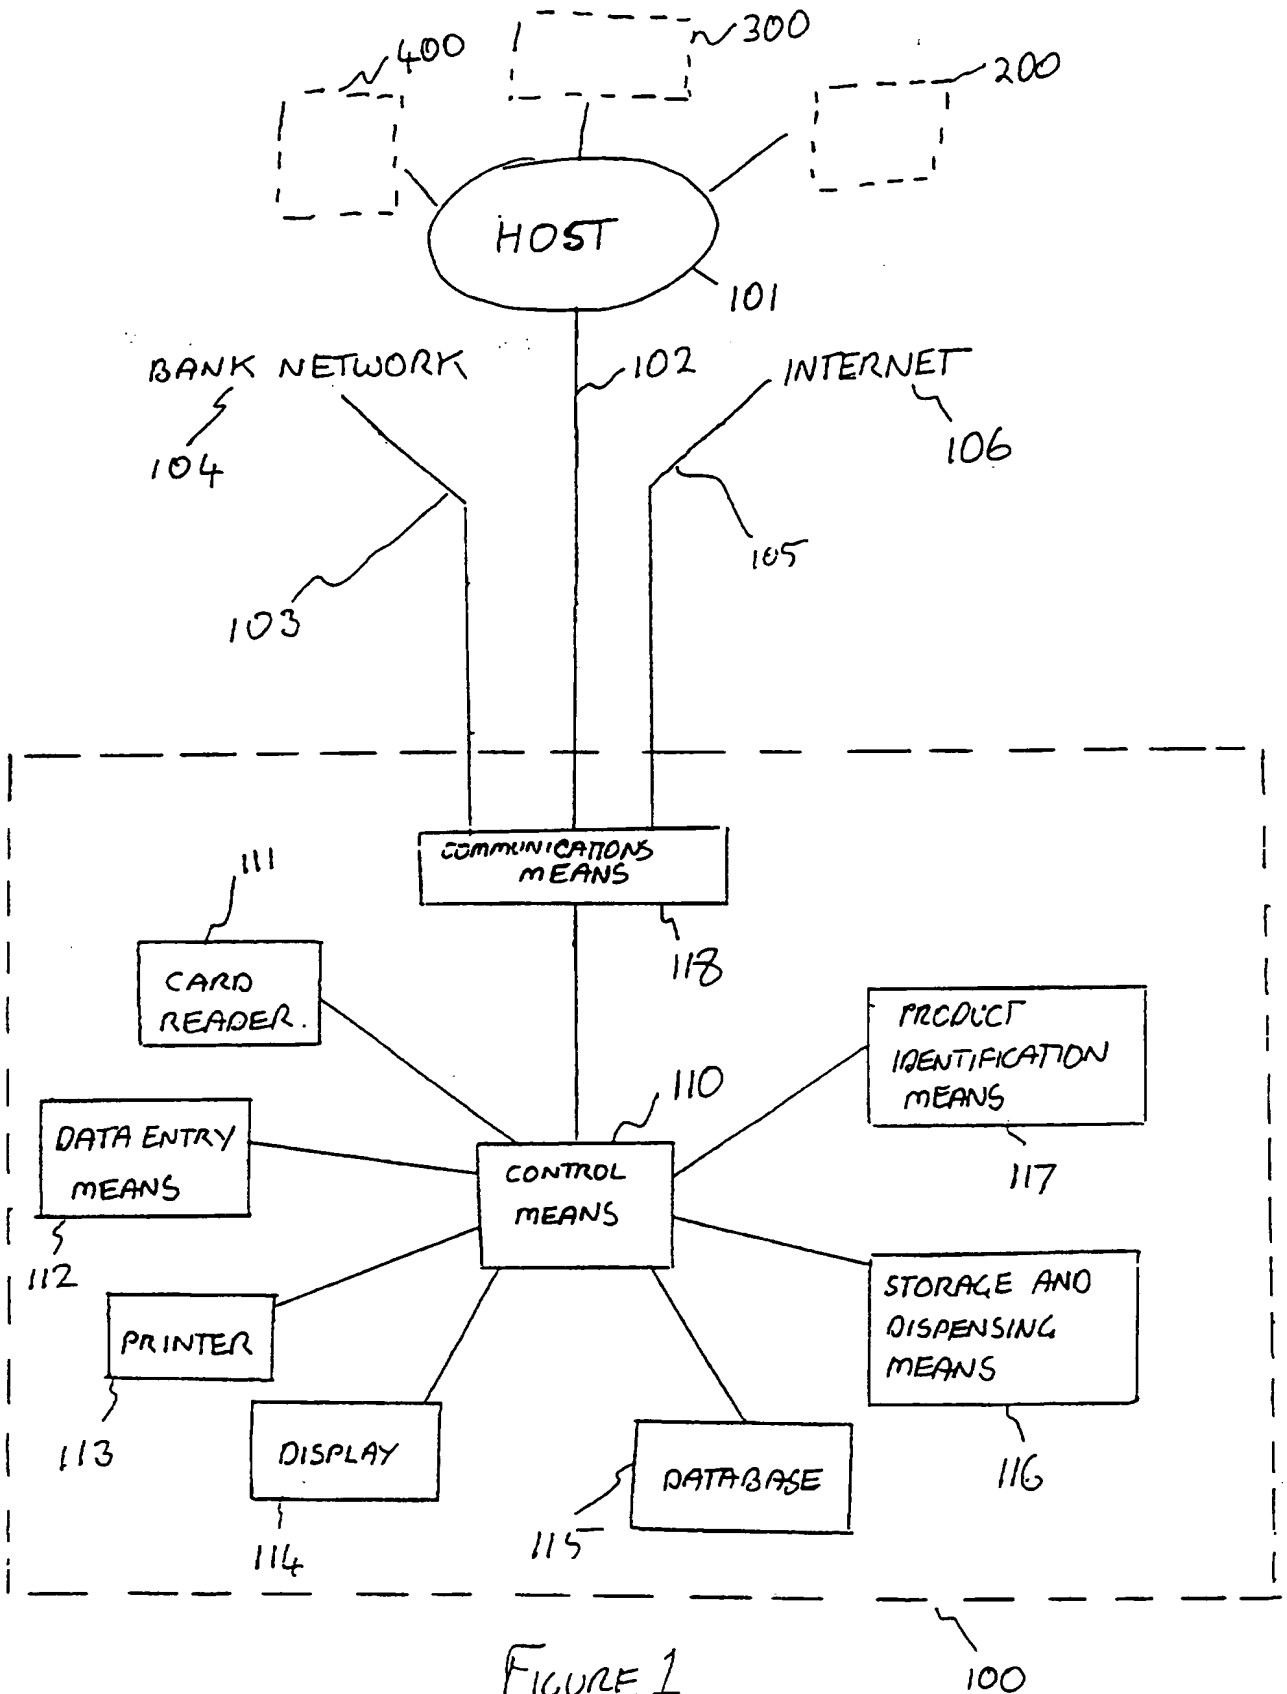 300
400
200
HOST
101
BANK NETWORK
102
INTERNET
104
106
105
103
COMMUNICATIONS
MEANS
111
118
CARD
READER.
PRODUCT
IDENTIFICATION
MEANS
110
DATA ENTRY
MEANS
CONTROL
MEANS
117
112
STORAGE AND
DISPENSING
MEANS
PRINTER
113
DISPLAY
DATABASE
116
115
114
FIGURE 1
100